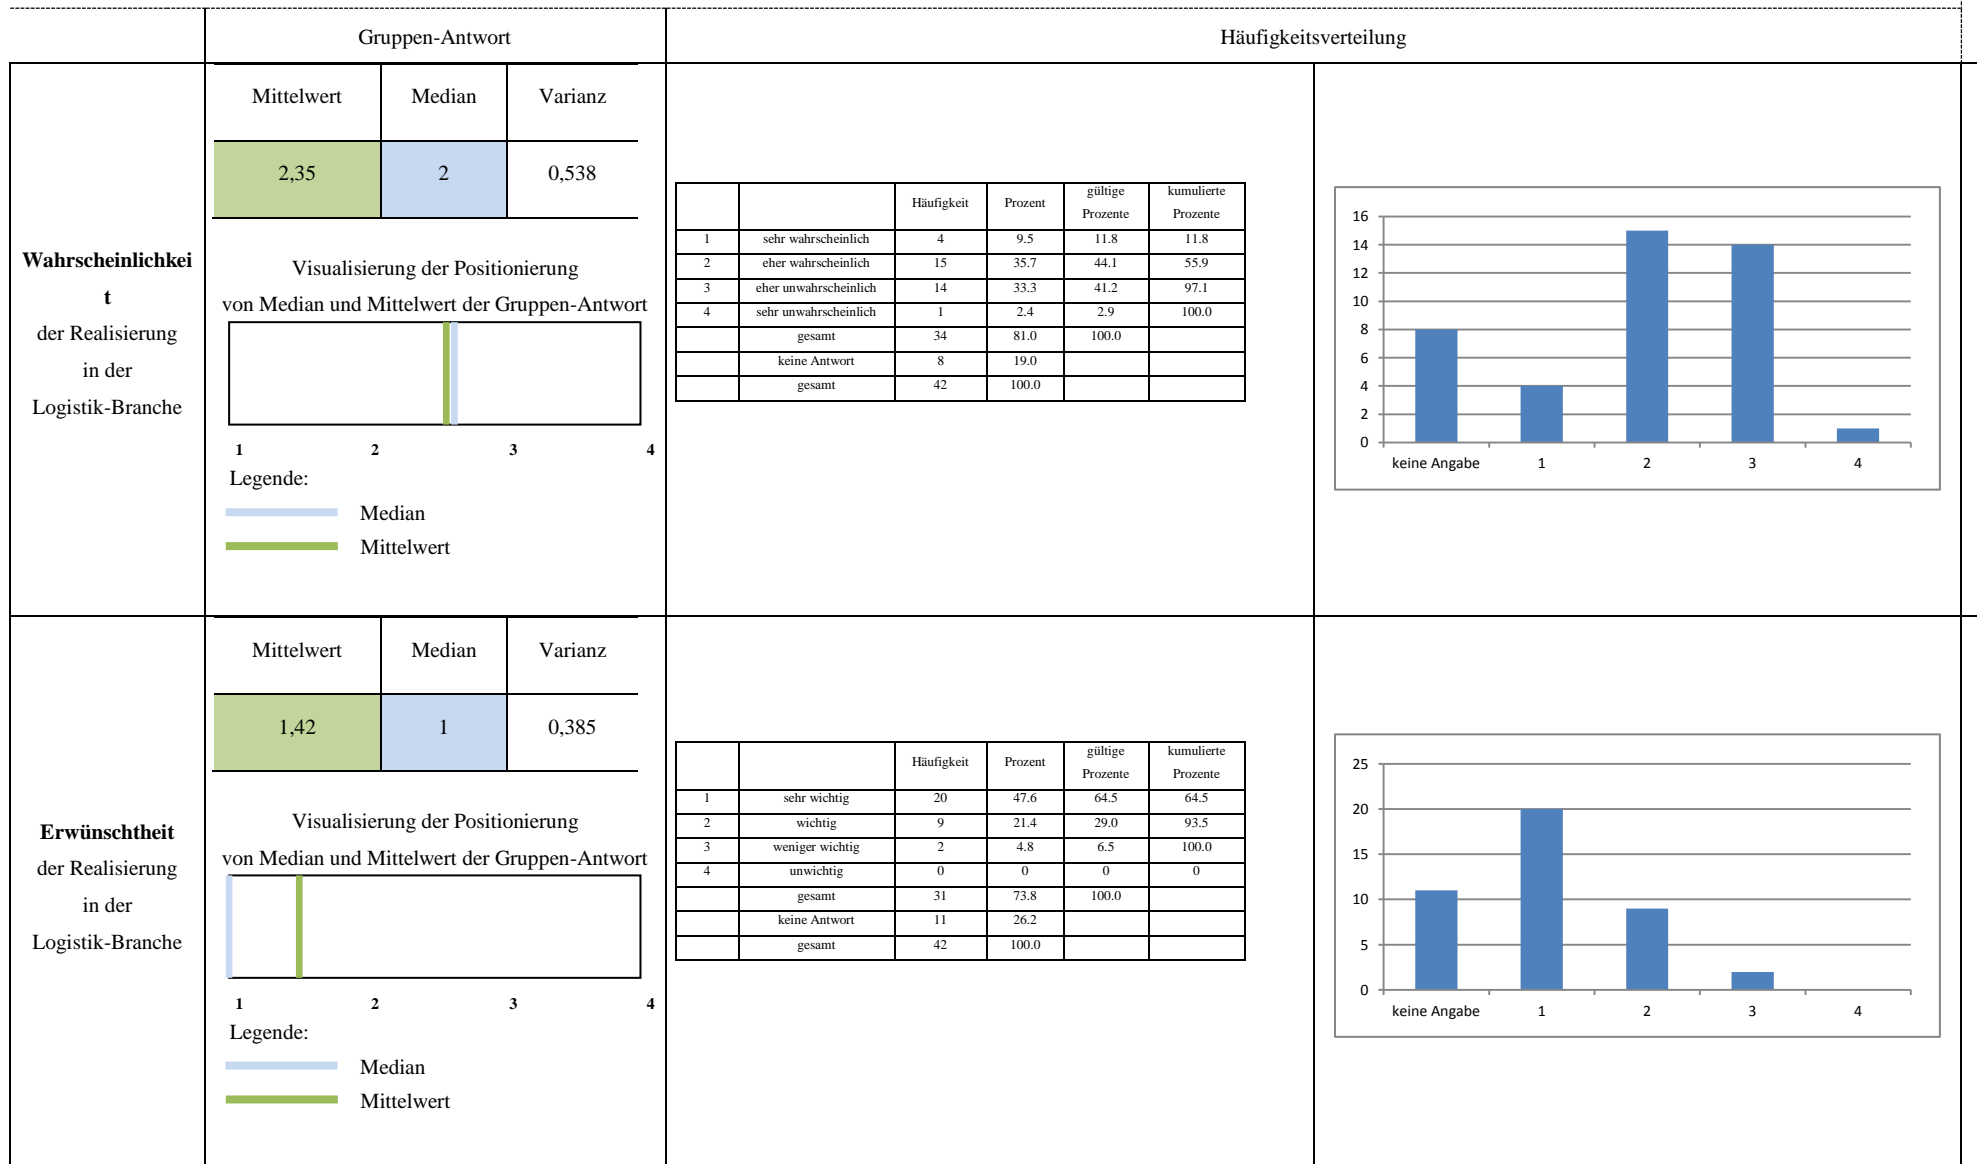 Gruppen-Antwort
Häufigkeitsverteilung
Wahrscheinlichkei
t
der Realisierung
in der
Logistik-Branche
Mittelwert Median Varianz
2,35 2 0,538
Visualisierung der Positionierung
von Median und Mittelwert der Gruppen-Antwort
1 2 3 4
Legende:
Median
Mittelwert
Häufigkeit Prozent gültige Prozente kumulierte Prozente
1 sehr wahrscheinlich 4 9.5 11.8 11.8
2 eher wahrscheinlich 15 35.7 44.1 55.9
3 eher unwahrscheinlich 14 33.3 41.2 97.1
4 sehr unwahrscheinlich 1 2.4 2.9 100.0
gesamt 34 81.0 100.0
keine Antwort 8 19.0
gesamt 42 100.0
16
14
12
10
8
6
4
2
0
keine Angabe 1 2 3 4
Erwünschtheit
der Realisierung
in der
Logistik-Branche
Mittelwert Median Varianz
1,42 1 0,385
Visualisierung der Positionierung
von Median und Mittelwert der Gruppen-Antwort
1 2 3 4
Legende:
Median
Mittelwert
Häufigkeit Prozent gültige Prozente kumulierte Prozente
1 sehr wichtig 20 47.6 64.5 64.5
2 wichtig 9 21.4 29.0 93.5
3 weniger wichtig 2 4.8 6.5 100.0
4 unwichtig 0 0 0 0
gesamt 31 73.8 100.0
keine Antwort 11 26.2
gesamt 42 100.0
25
20
15
10
5
0
keine Angabe 1 2 3 4